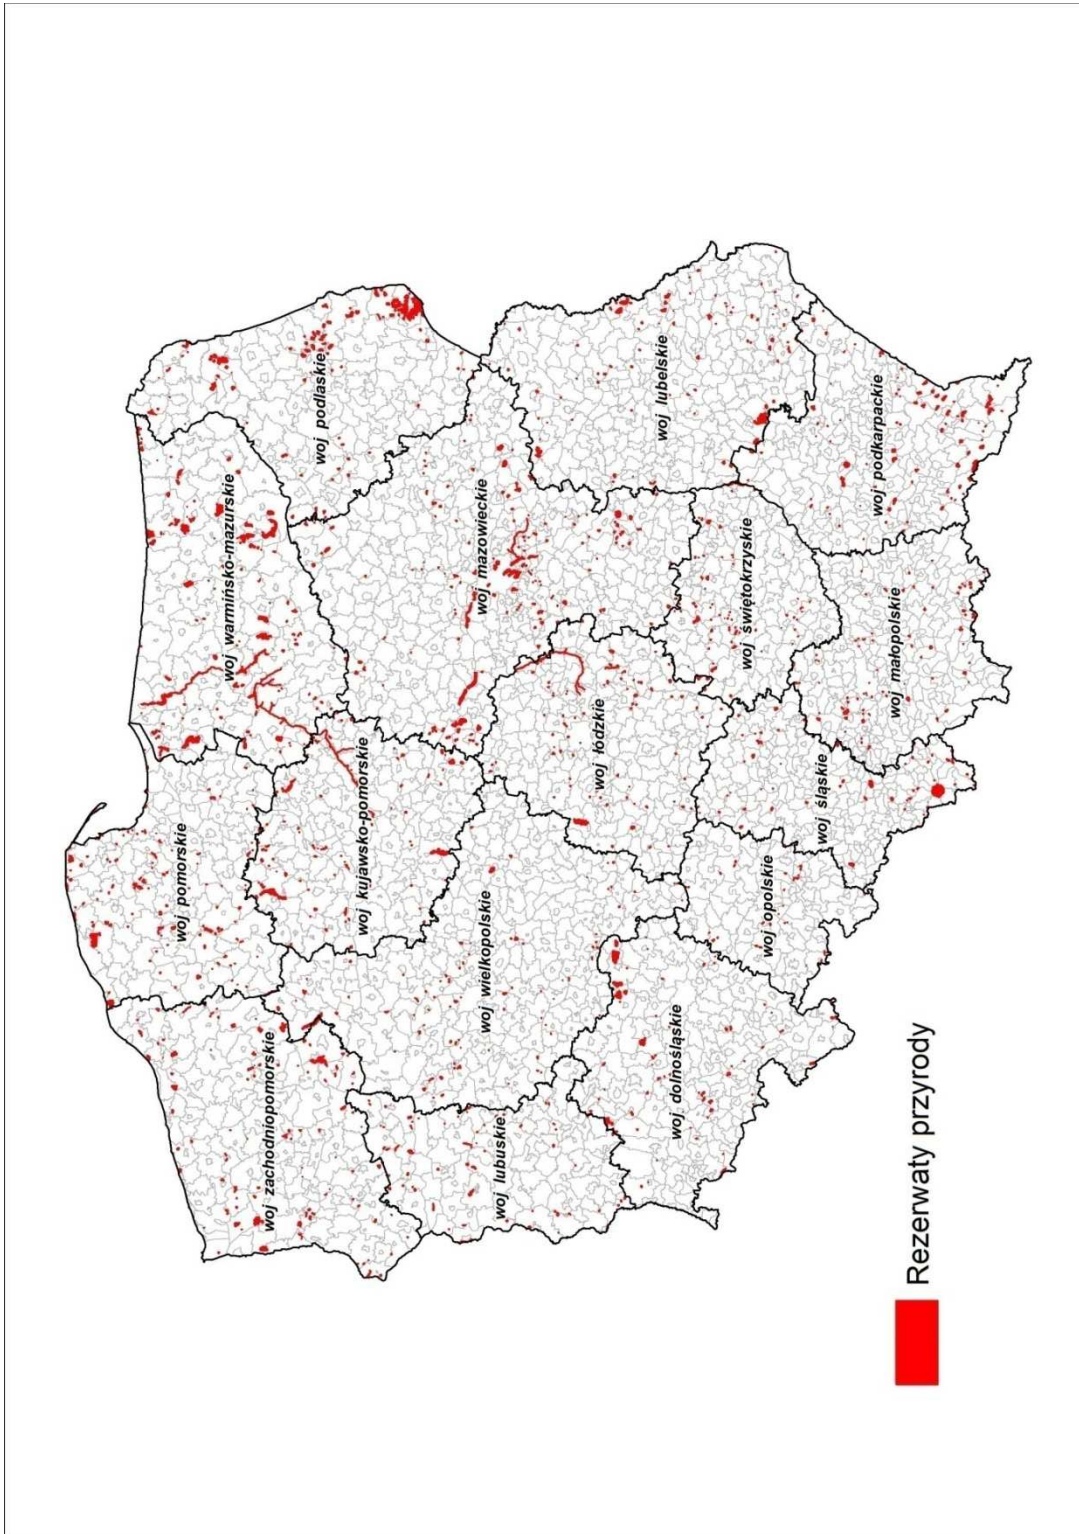 woj pomorskie
woj warmińsko-mazurskie
woj zachodniopomorskie
woj podlaskie
woj kujawsko-pomorskie
woj mazowieckie
woj wielkopolskie
woj lubuskie
woj łódzkie
woj lubelskie
woj dolnośląskie
woj świętokrzyskie
woj opolskie
woj śląskie
woj podkarpackie
woj małopolskie
Rezerwaty przyrody